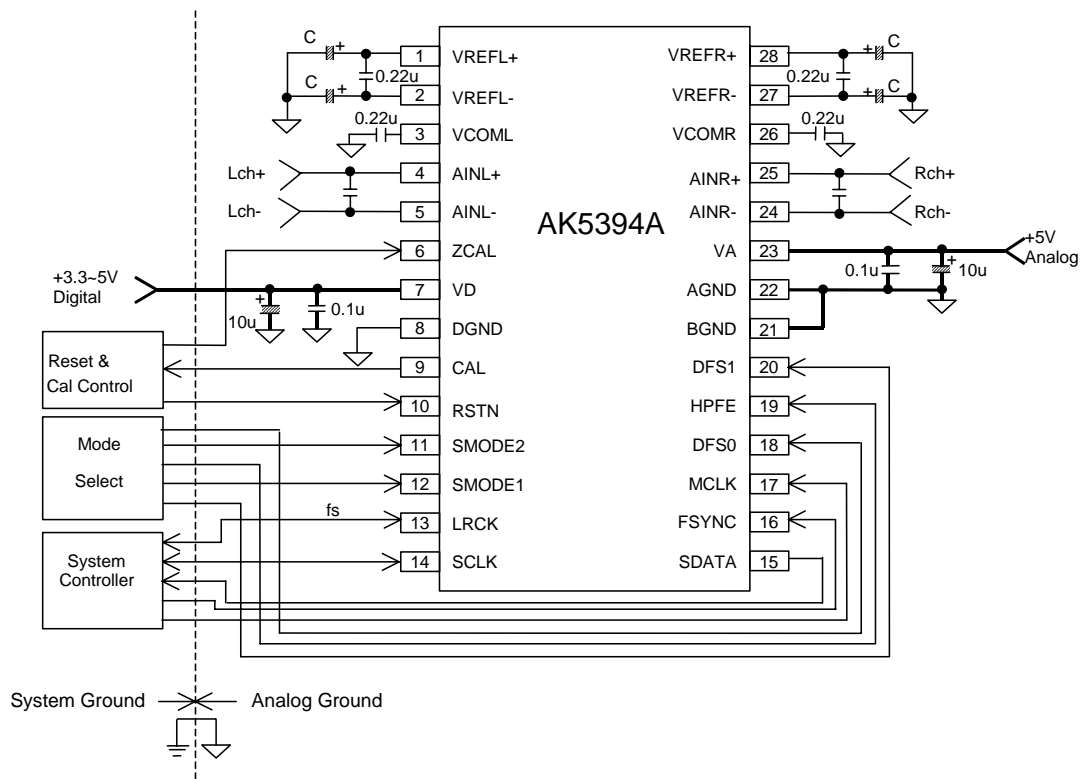 C
+
1
VREFL+
0.22u
C
+
2
VREFL-
0.22u
3
VCOML
Lch+
4
AINL+
Lch-
5
AINL-
6
ZCAL
+3.3~5V
Digital
7
VD
+
10u
0.1u
8
DGND
Reset &
Cal Control
9
CAL
10
RSTN
Mode
Select
11
SMODE2
12
SMODE1
fs
13
LRCK
System
Controller
14
SCLK
AK5394A
VREFR+
28
+
C
0.22u
VREFR-
27
+
C
0.22u
VCOMR
26
AINR+
25
Rch+
AINR-
24
Rch-
VA
23
+5V
Analog
0.1u
+
10u
AGND
22
BGND
21
DFS1
20
HPFE
19
DFS0
18
MCLK
17
FSYNC
16
SDATA
15
System Ground
Analog Ground